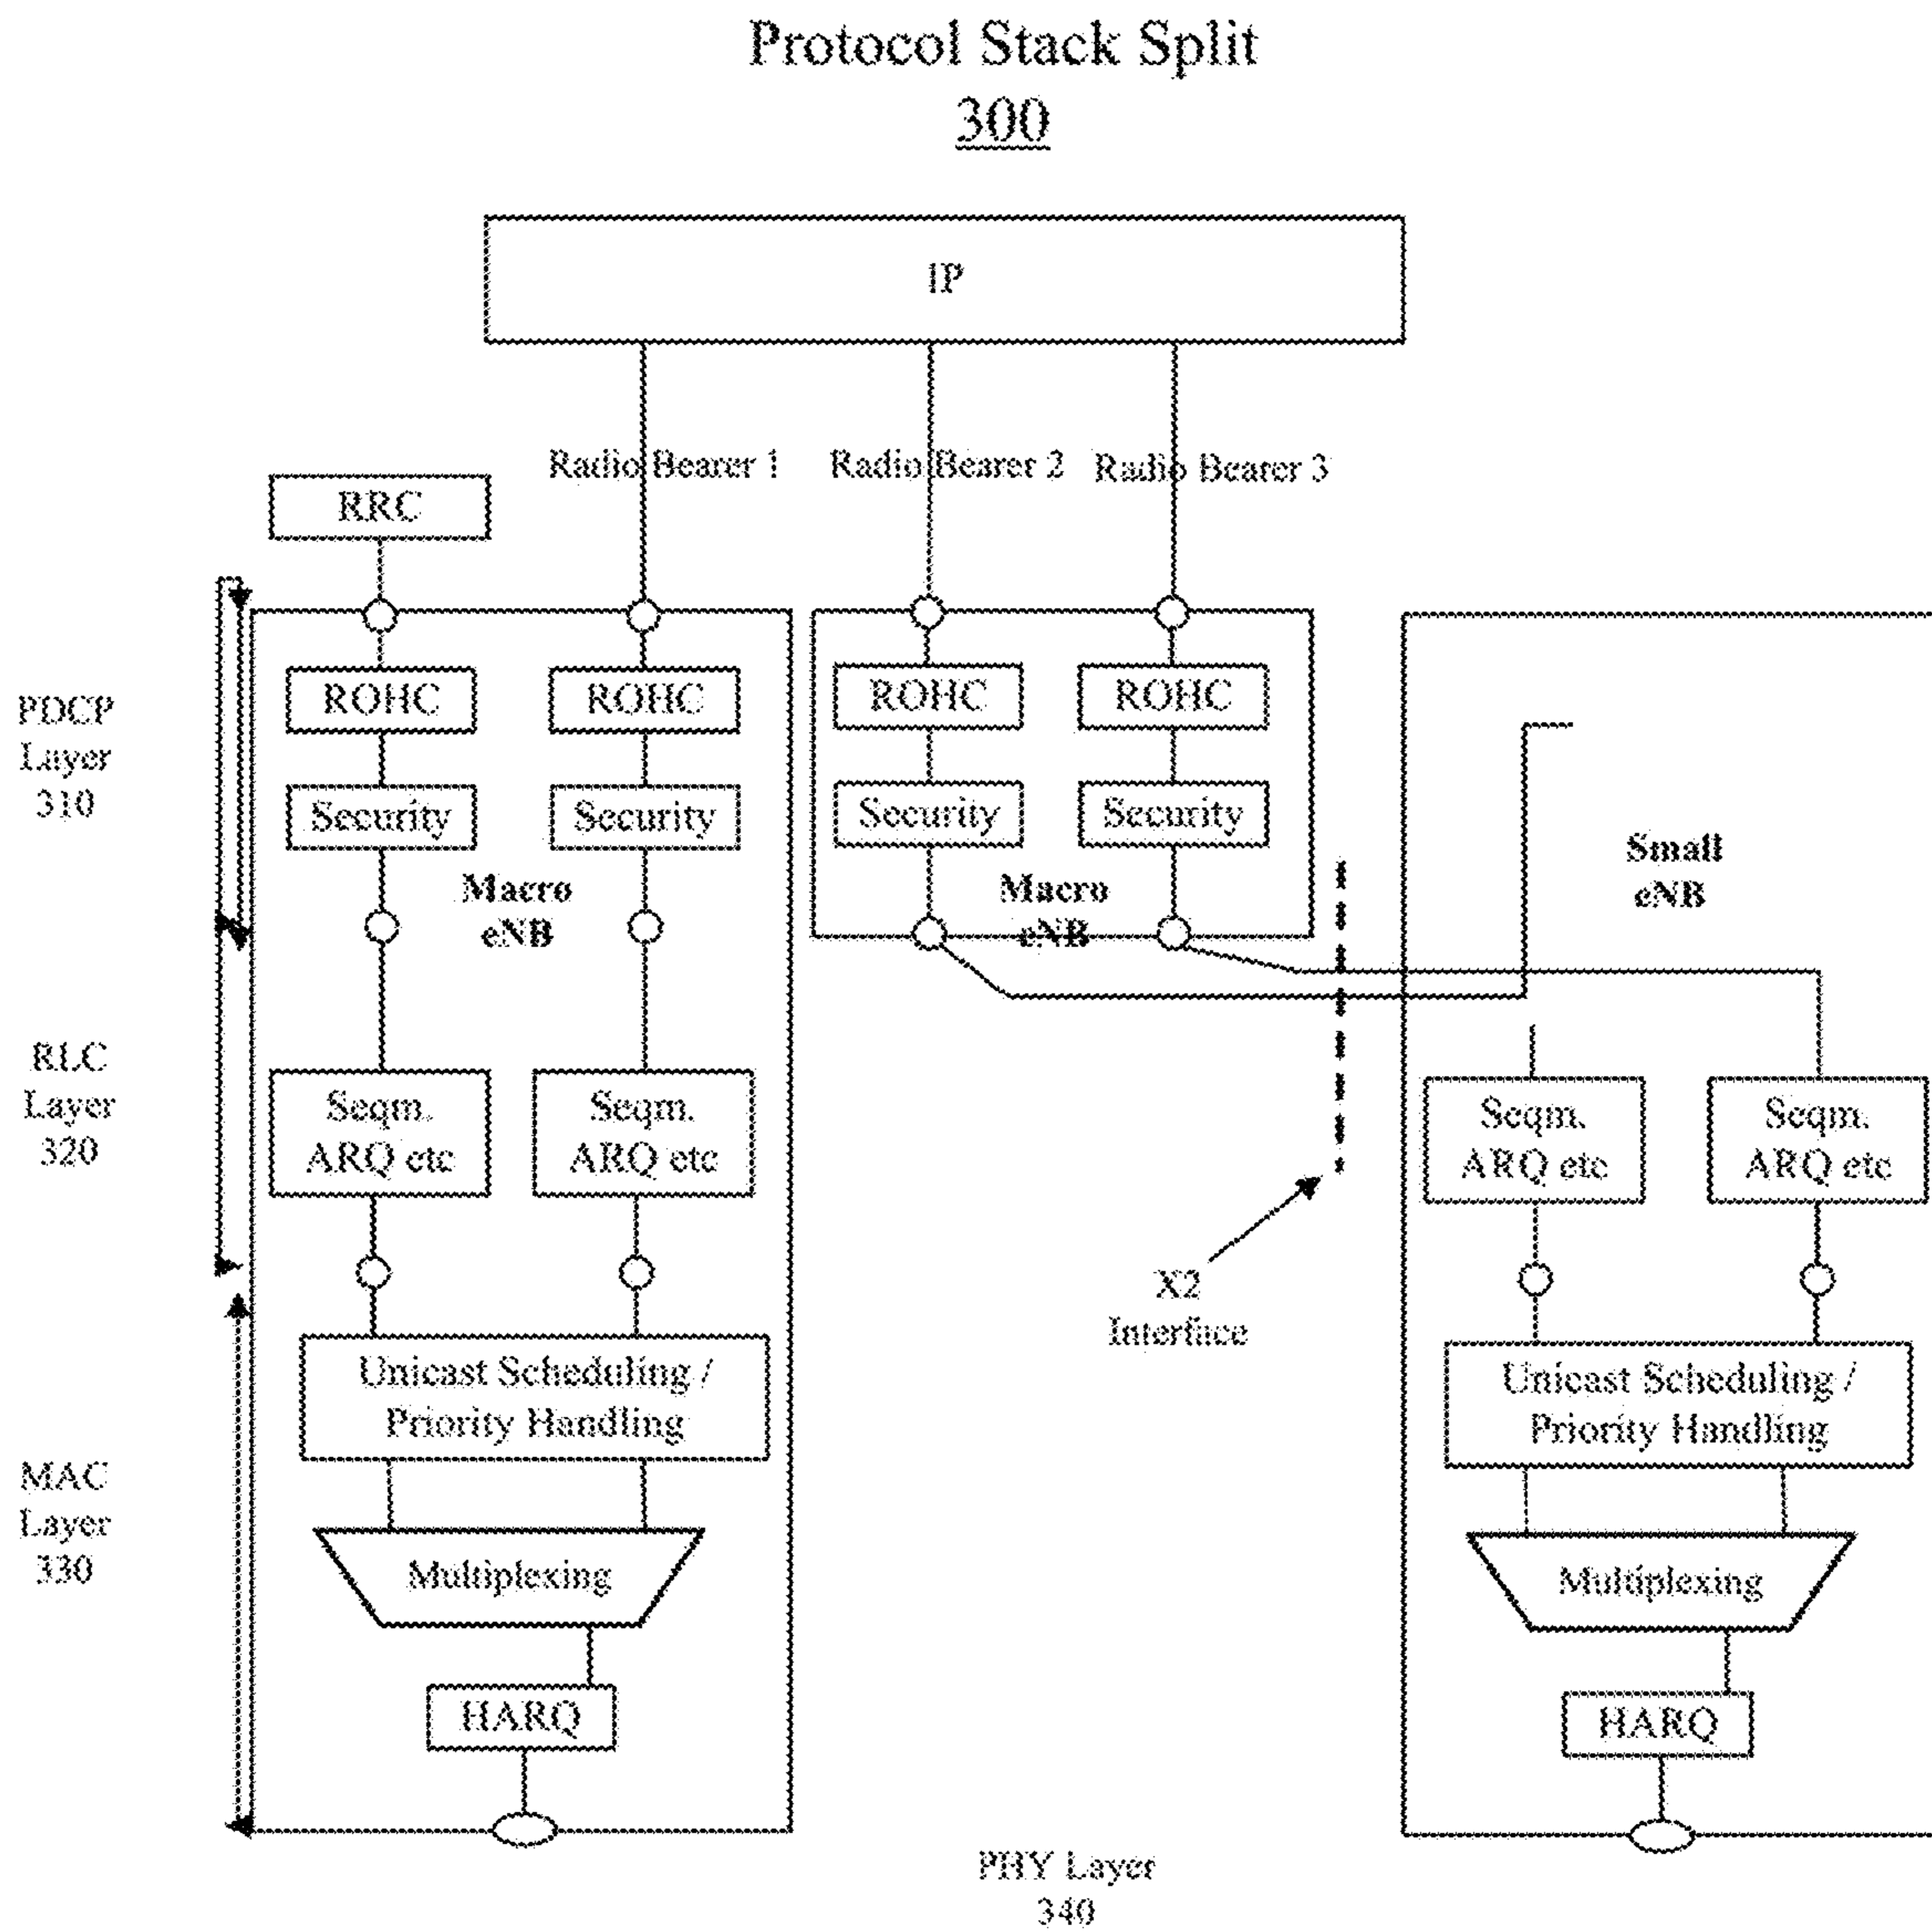 Protocol Stack Split
300
IP
Radio Bearer 1
Radio Bearer 2
Radio Bearer 3
RRC
PDCP
Layer
310
ROHC
ROHC
ROHC
ROHC
Security
Security
Security
Security
Macro
eNB
Macro
eNB
Small
eNB
RLC
Layer
320
Seqm.
ARQ etc
Seqm.
ARQ etc
Seqm.
ARQ etc
Seqm.
ARQ etc
X2
Interface
MAC
Layer
330
Unicast Scheduling /
Priority Handling
Unicast Scheduling /
Priority Handling
Multiplexing
Multiplexing
HARQ
HARQ
PHY Layer
340